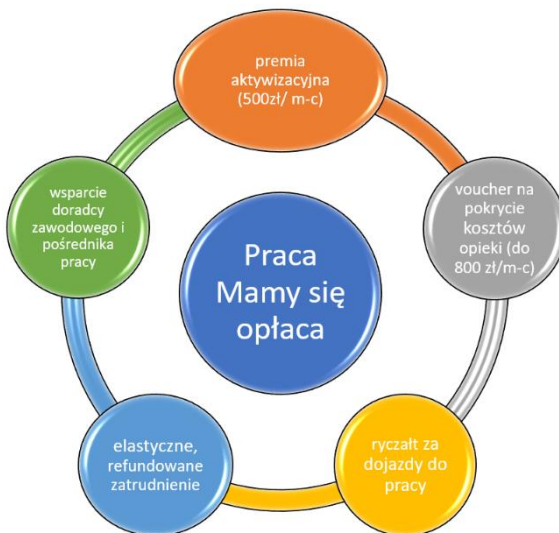 premia
aktywizacyjna
(500zł/ m-c)
voucher na
pokrycie
kosztów
opieki (do
800 zł/m-c)
ryczałt za
dojazdy do
pracy
elastyczne,
refundowane
zatrudnienie
wsparcie
doradcy
zawodowego i
pośrednika
pracy
Praca
Mamy się
opłaca